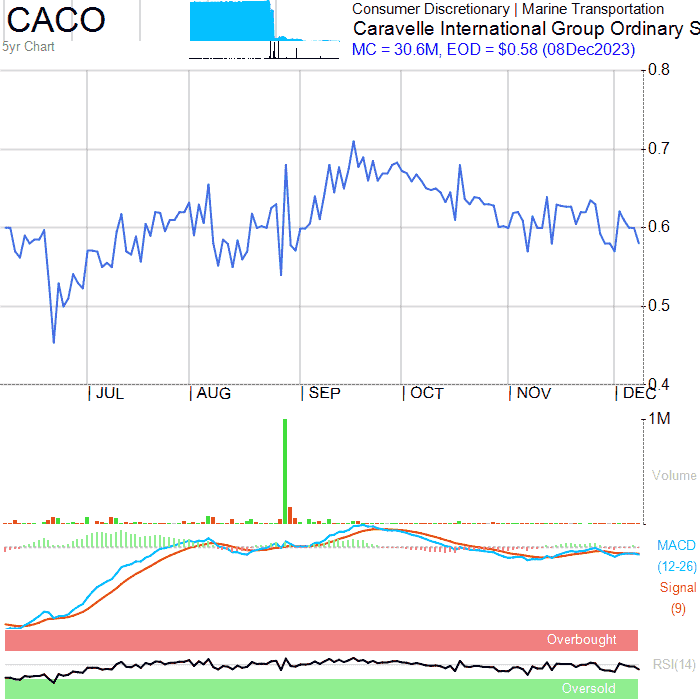 CACO
5yr Chart
Consumer Discretionary | Marine Transportation
Caravelle International Group Ordinary S
MC = 30.6M, EOD = $0.58 (08Dec2023)
0.8
0.7
0.6
0.5
0.4
JUL AUG SEP OCT NOV DEC
1M
Volume
MACD
(12-26)
Signal
(9)
Overbought
RSI(14)
Oversold